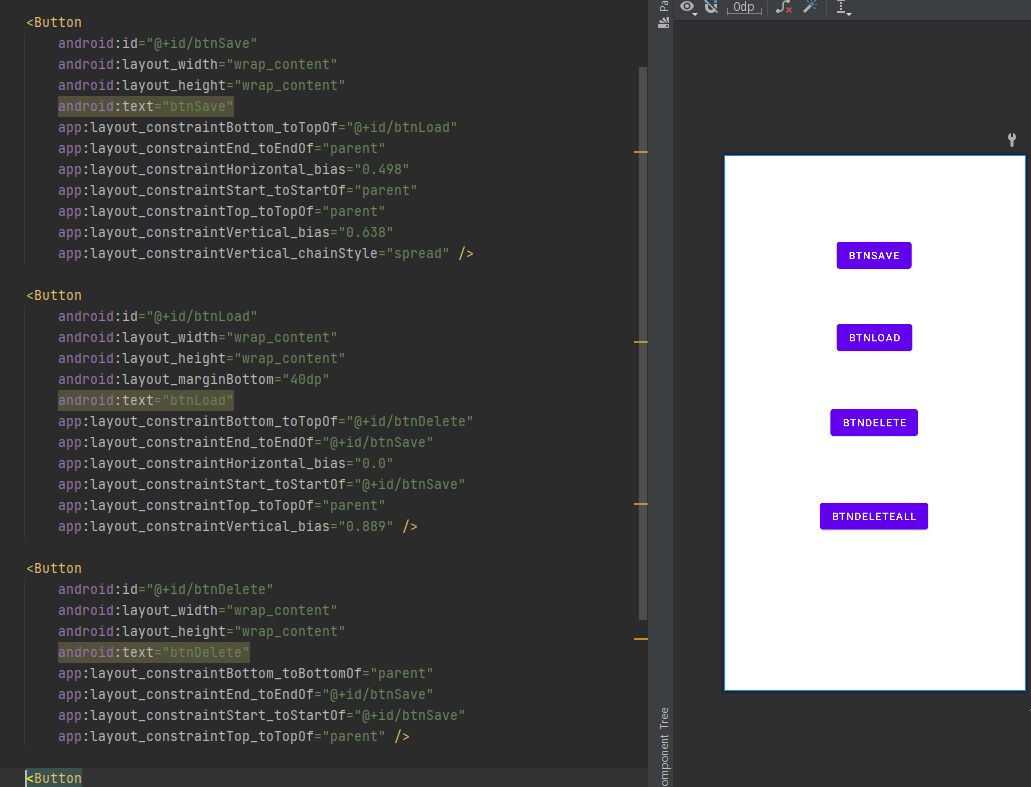 <Button
android:id="@+id/btnSave"
android:layout_width="wrap_content"
android:layout_height="wrap_content"
android:text="btnSave"
app:layout_constraintBottom_toTopOf="@+id/btnLoad"
app:layout_constraintEnd_toEndOf="parent"
app:layout_constraintHorizontal_bias="0.498"
app:layout_constraintStart_toStartOf="parent"
app:layout_constraintTop_toTopOf="parent"
app:layout_constraintVertical_bias="0.638"
app:layout_constraintVertical_chainStyle="spread" />
<Button
android:id="@+id/btnLoad"
android:layout_width="wrap_content"
android:layout_height="wrap_content"
android:layout_marginBottom="40dp"
android:text="btnLoad"
app:layout_constraintBottom_toTopOf="@+id/btnDelete"
app:layout_constraintEnd_toEndOf="@+id/btnSave"
app:layout_constraintHorizontal_bias="0.0"
app:layout_constraintStart_toStartOf="@+id/btnSave"
app:layout_constraintTop_toTopOf="parent"
app:layout_constraintVertical_bias="0.889" />
<Button
android:id="@+id/btnDelete"
android:layout_width="wrap_content"
android:layout_height="wrap_content"
android:text="btnDelete"
app:layout_constraintBottom_toBottomOf="parent"
app:layout_constraintEnd_toEndOf="@+id/btnSave"
app:layout_constraintStart_toStartOf="@+id/btnSave"
app:layout_constraintTop_toTopOf="parent" />
<Button
Pa
omponent Tree
0dp
BTNSAVE
BTNLOAD
BTNDELETE
BTNDELETEALL